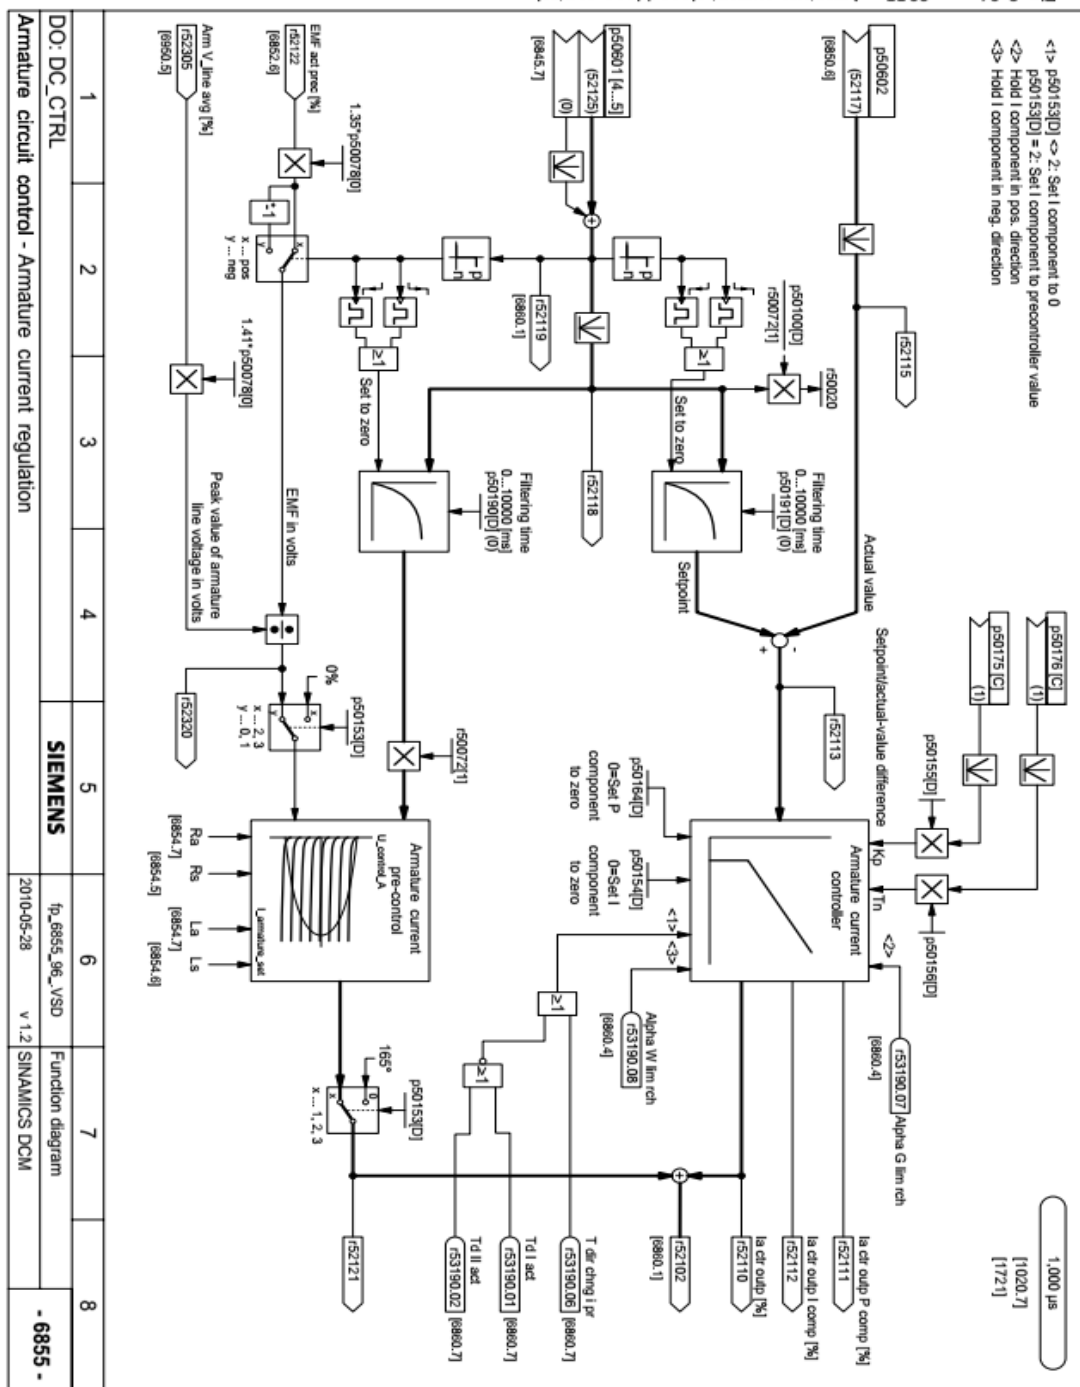 <1> p50153[D] <> 2: Set I component to 0
p50153[D] = 2: Set I component to precontroller value
<2> Hold I component in pos. direction
<3> Hold I component in neg. direction
1,000 µs
[1020.7]
[1721]
p50176 [C]
(1)
p50175 [C]
(1)
p50155[D]
p50156[D]
r53190.07
Alpha G lim rch
[6860.4]
p50602
(52117)
[6850.6]
r52115
Actual value
Setpoint/actual-value difference
r52113
Kp
Tn
<2>
Armature current
controller
p50164[D]
0=Set P
component
to zero
p50154[D]
0=Set I
component
to zero
<1>
<3>
Alpha W lim rch
r53190.08
[6860.4]
Ia ctr outp P comp [%]
r52111
Ia ctr outp I comp [%]
r52112
Ia ctr outp [%]
r52110
r52102
[6860.1]
p50100[D]
r50072[1]
r50020
p
n
≥1
Set to zero
Filtering time
0...10000 [ms]
p50191[D] (0)
Setpoint
+
-
p50601 [4...5]
(52125)
(0)
[6845.7]
+
r52118
r52119
[6860.1]
p
n
≥1
Set to zero
Filtering time
0...10000 [ms]
p50190[D] (0)
≥1
≥1
T dir chng i pr
r53190.06
[6860.7]
Td I act
r53190.01
[6860.7]
Td II act
r53190.02
[6860.7]
r50072[1]
Armature current
pre-control
U_control_A
I_armature_set
Ra
[6854.7]
Rs
[6854.5]
La
[6854.7]
Ls
[6854.6]
165°
p50153[D]
0
x
x ... 1, 2, 3
+
r52121
EMF act prec [%]
r52122
[6852.6]
1.35*p50078[0]
*-1
x
y
x ... pos
y ... neg
EMF in volts
0%
p50153[D]
x
y
x ... 2, 3
y ... 0, 1
r52320
Arm V_line avg [%]
r52305
[6950.5]
1.41*p50078[0]
Peak value of armature
line voltage in volts
1
2
3
4
5
6
7
8
DO: DC_CTRL
SIEMENS
fp_6855_96_.VSD
Function diagram
- 6855 -
Armature circuit control - Armature current regulation
2010-05-28
v 1.2
SINAMICS DCM